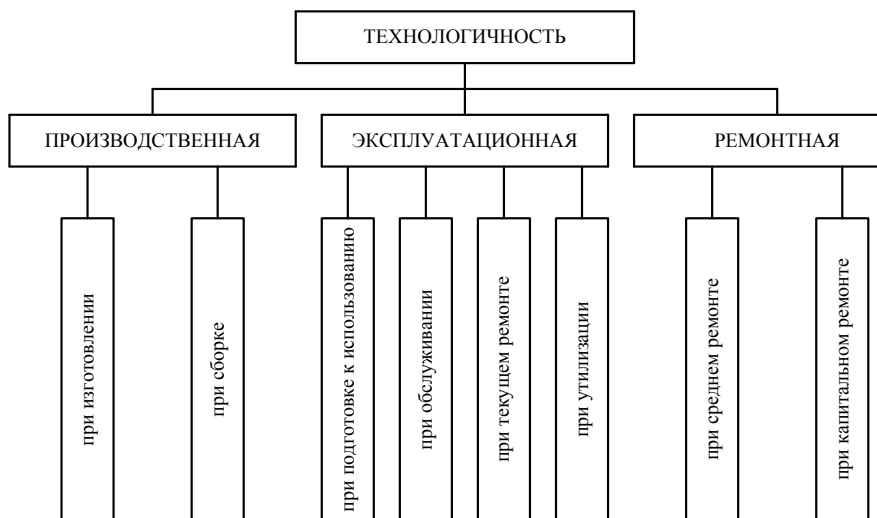 ТЕХНОЛОГИЧНОСТЬ
ПРОИЗВОДСТВЕННАЯ
ЭКСПЛУАТАЦИОННАЯ
РЕМОНТНАЯ
при изготовлении
при сборке
при подготовке к использованию
при обслуживании
при текущем ремонте
при утилизации
при среднем ремонте
при капитальном ремонте